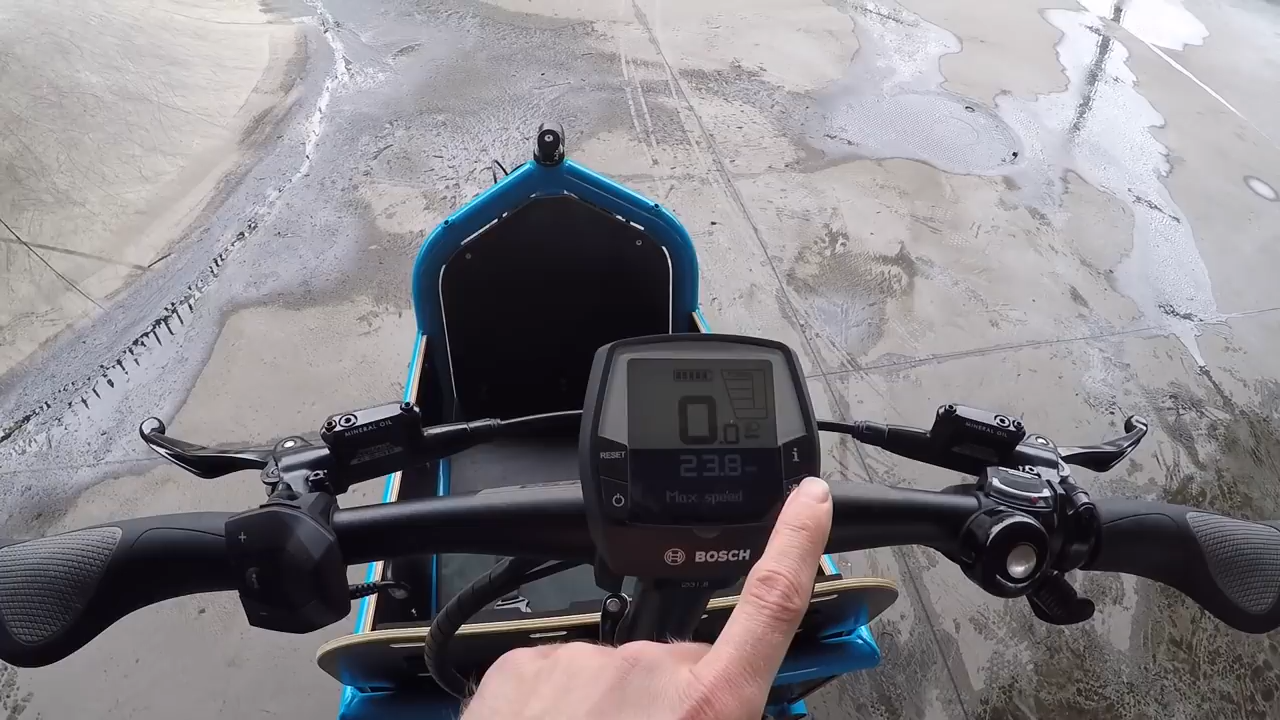 MINERAL OIL
MINERAL OIL
0.0
RESET
i
23.8
Max speed
BOSCH
+
-